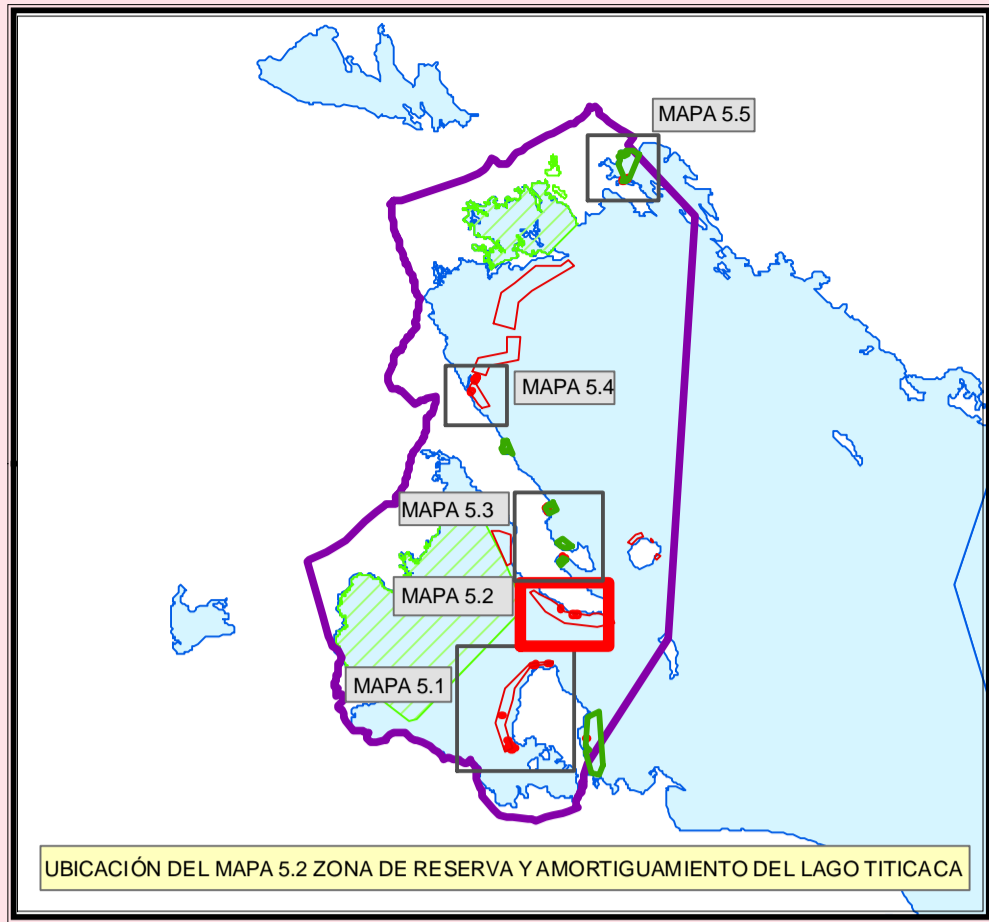 MAPA 5.5
MAPA 5.4
MAPA 5.3
MAPA 5.2
MAPA 5.1
UBICACIÓN DEL MAPA 5.2 ZONA DE RESERVA Y AMORTIGUAMIENTO DEL LAGO TITICACA